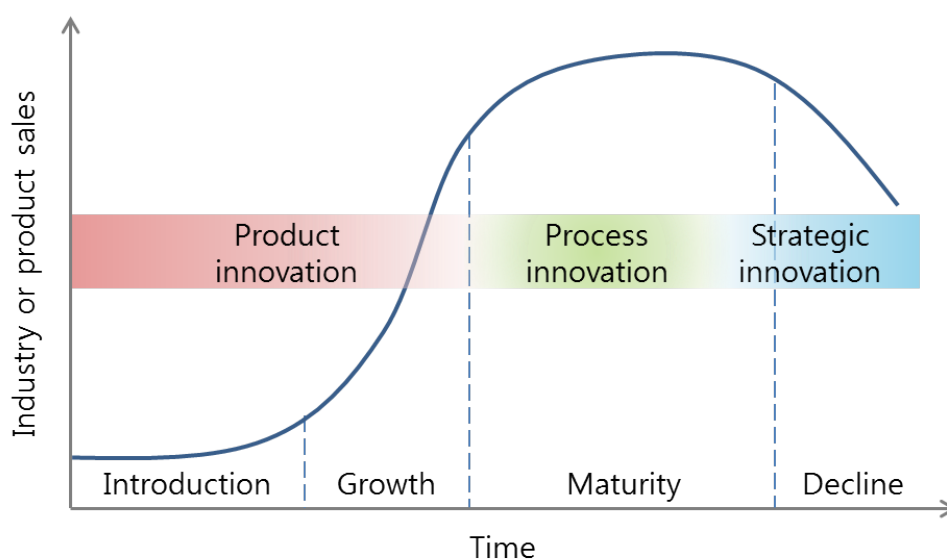 Industry or product sales
Product
innovation
Process
innovation
Strategic
innovation
Introduction
Growth
Maturity
Decline
Time